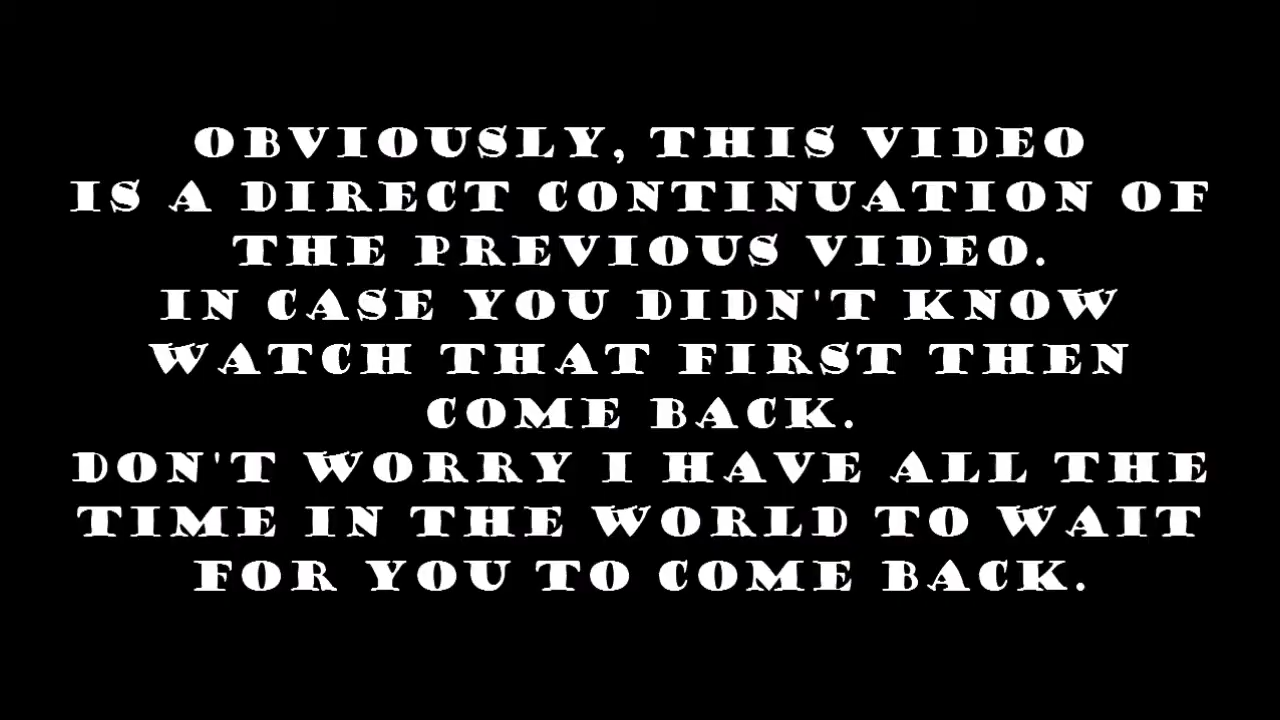 OBVIOUSLY, THIS VIDEO
IS A DIRECT CONTINUATION OF
THE PREVIOUS VIDEO.
IN CASE YOU DIDN'T KNOW
WATCH THAT FIRST THEN
COME BACK.
DON'T WORRY I HAVE ALL THE
TIME IN THE WORLD TO WAIT
FOR YOU TO COME BACK.